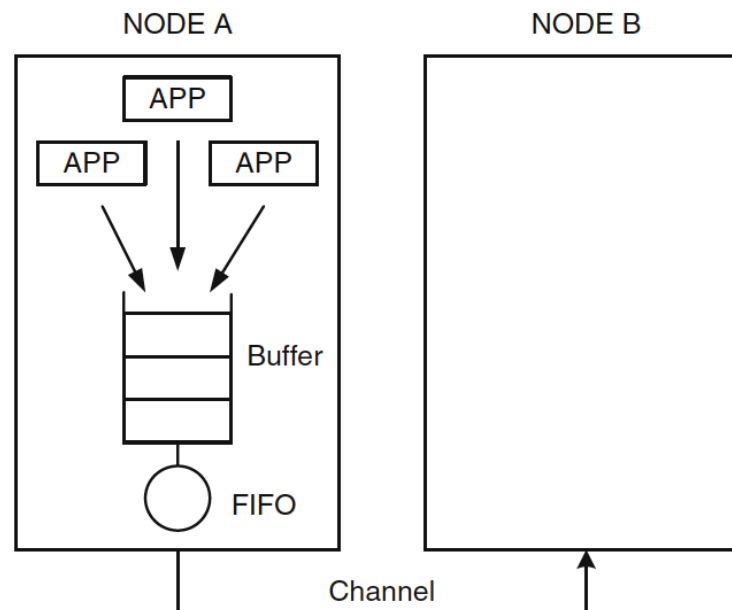 NODE A
NODE B
APP
APP
APP
Buffer
FIFO
Channel